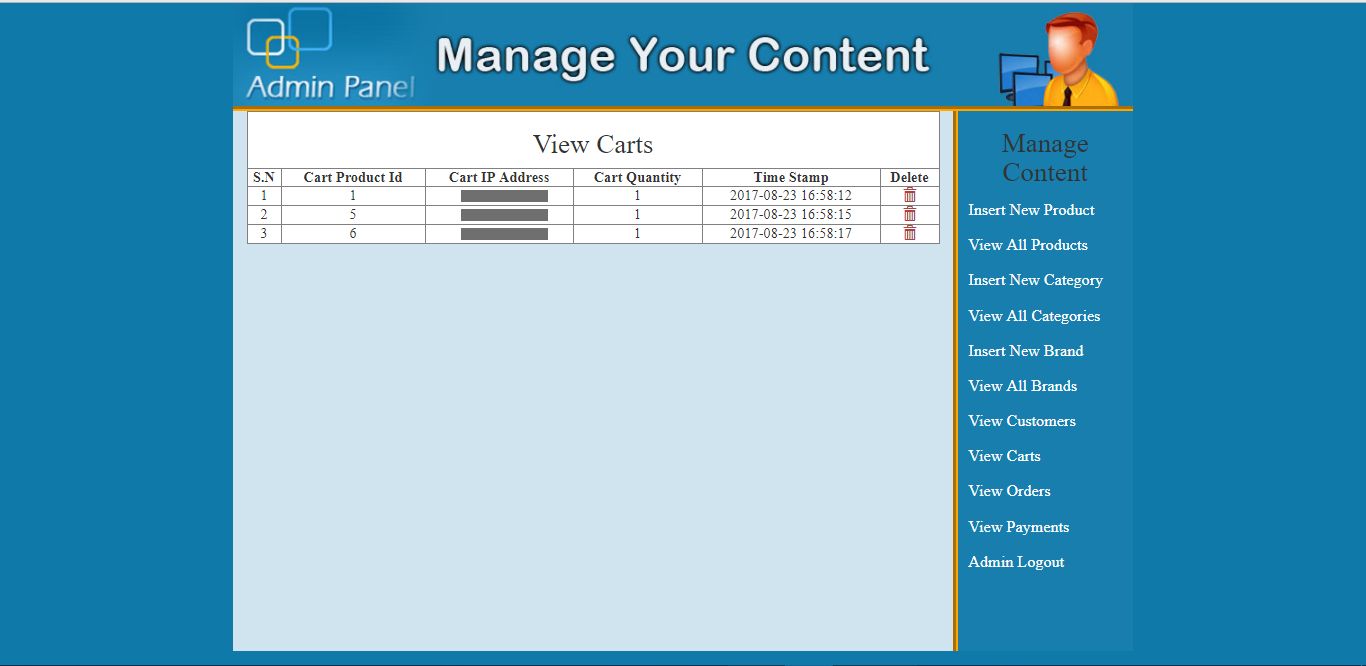 Admin Panel
Manage Your Content
View Carts
S.N Cart Product Id Cart IP Address Cart Quantity Time Stamp Delete
1 1 1 2017-08-23 16:58:12
2 5 1 2017-08-23 16:58:15
3 6 1 2017-08-23 16:58:17
Manage
Content
Insert New Product
View All Products
Insert New Category
View All Categories
Insert New Brand
View All Brands
View Customers
View Carts
View Orders
View Payments
Admin Logout